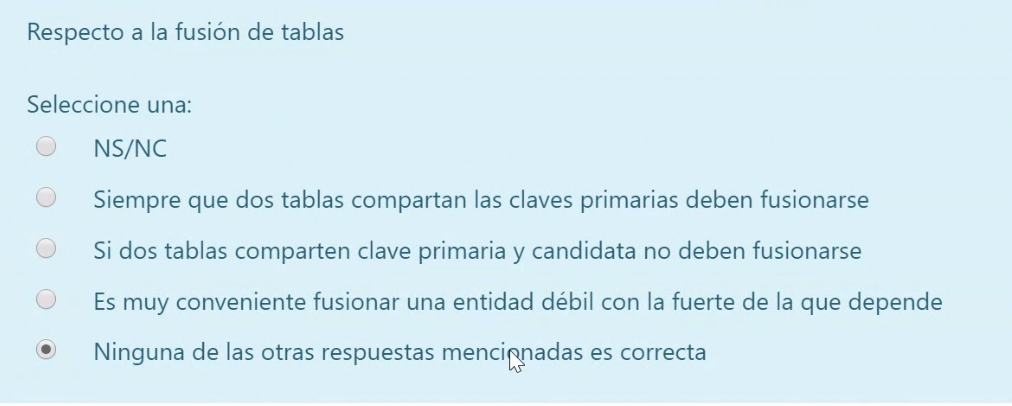 Respecto a la fusión de tablas
Seleccione una:
NS/NC
Siempre que dos tablas compartan las claves primarias deben fusionarse
Si dos tablas comparten clave primaria y candidata no deben fusionarse
Es muy conveniente fusionar una entidad débil con la fuerte de la que depende
Ninguna de las otras respuestas mencionadas es correcta